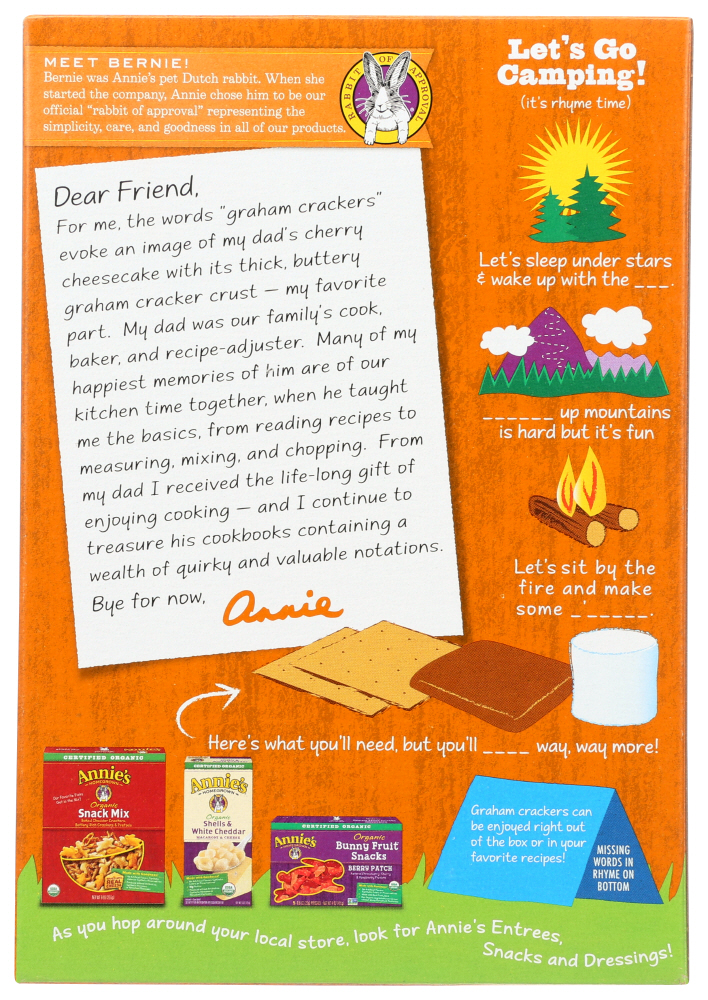 MEET BERNIE!
Bernie was Annie's pet Dutch rabbit. When she
started the company, Annie chose him to be our
official "rabbit of approval" representing the
simplicity, care, and goodness in all of our products.
RABBIT OF APPROVAL
Dear Friend,
For me, the words "graham crackers"
evoke an image of my dad's cherry
cheesecake with its thick, buttery
graham cracker crust — my favorite
part. My dad was our family's cook,
baker, and recipe-adjuster. Many of my
happiest memories of him are of our
kitchen time together, when he taught
me the basics, from reading recipes to
measuring, mixing, and chopping. From
my dad I received the life-long gift of
enjoying cooking — and I continue to
treasure his cookbooks containing a
wealth of quirky and valuable notations.
Bye for now,
Annie
Let's Go
Camping!
(it's rhyme time)
Let's sleep under stars
& wake up with the ___.
______ up mountains
is hard but it's fun
Let's sit by the
fire and make
some _'_____.
Here's what you'll need, but you'll ____ way, way more!
CERTIFIED ORGANIC
Annie's
HOMEGROWN
Organic
Snack Mix
CERTIFIED ORGANIC
Annie's
HOMEGROWN
Organic
Shells &
White Cheddar
MACARONI & CHEESE
CERTIFIED ORGANIC
Annie's
Organic
Bunny Fruit
Snacks
BERRY PATCH
Graham crackers can
be enjoyed right out
of the box or in your
favorite recipes!
MISSING
WORDS IN
RHYME ON
BOTTOM
As you hop around your local store, look for Annie's Entrees,
Snacks and Dressings!